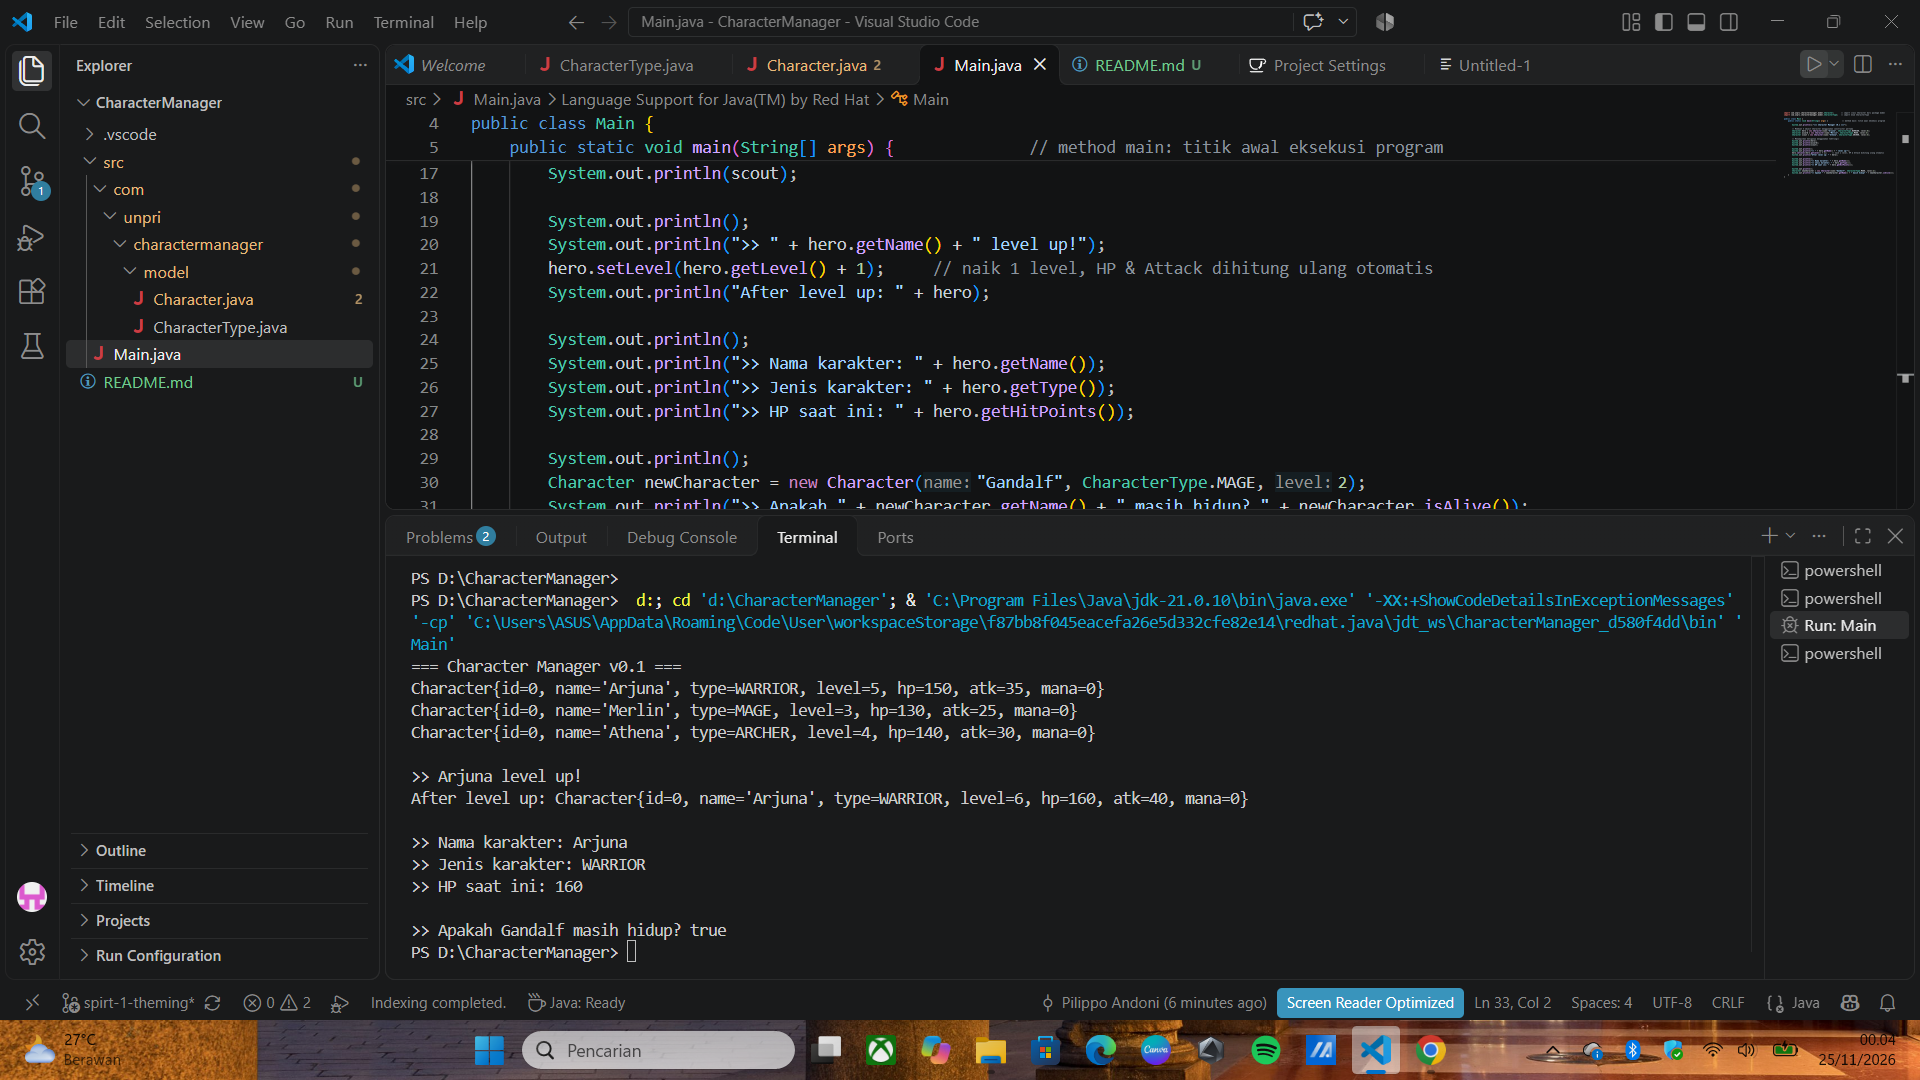 File Edit Selection View Go Run Terminal Help
Main.java - CharacterManager - Visual Studio Code
Explorer
CharacterManager
.vscode
src
com
unpri
charactermanager
model
Character.java 2
CharacterType.java
Main.java
README.md U
Outline
Timeline
Projects
Run Configuration
1
Welcome CharacterType.java Character.java 2 Main.java README.md U Project Settings Untitled-1
src > Main.java > Language Support for Java(TM) by Red Hat > Main
4 public class Main {
5 public static void main(String[] args) { // method main: titik awal eksekusi program
17 System.out.println(scout);
18
19 System.out.println();
20 System.out.println(">> " + hero.getName() + " level up!");
21 hero.setLevel(hero.getLevel() + 1); // naik 1 level, HP & Attack dihitung ulang otomatis
22 System.out.println("After level up: " + hero);
23
24 System.out.println();
25 System.out.println(">> Nama karakter: " + hero.getName());
26 System.out.println(">> Jenis karakter: " + hero.getType());
27 System.out.println(">> HP saat ini: " + hero.getHitPoints());
28
29 System.out.println();
30 Character newCharacter = new Character(name: "Gandalf", CharacterType.MAGE, level: 2);
31 System.out.println(">> Apakah " + newCharacter.getName() + " masih hidup? " + newCharacter.isAlive());
Problems 2 Output Debug Console Terminal Ports
PS D:\CharacterManager>
PS D:\CharacterManager> d:; cd 'd:\CharacterManager'; & 'C:\Program Files\Java\jdk-21.0.10\bin\java.exe' '-XX:+ShowCodeDetailsInExceptionMessages'
'-cp' 'C:\Users\ASUS\AppData\Roaming\Code\User\workspaceStorage\f87bb8f045eacefa26e5d332cfe82e14\redhat.java\jdt_ws\CharacterManager_d580f4dd\bin' '
Main'
=== Character Manager v0.1 ===
Character{id=0, name='Arjuna', type=WARRIOR, level=5, hp=150, atk=35, mana=0}
Character{id=0, name='Merlin', type=MAGE, level=3, hp=130, atk=25, mana=0}
Character{id=0, name='Athena', type=ARCHER, level=4, hp=140, atk=30, mana=0}
>> Arjuna level up!
After level up: Character{id=0, name='Arjuna', type=WARRIOR, level=6, hp=160, atk=40, mana=0}
>> Nama karakter: Arjuna
>> Jenis karakter: WARRIOR
>> HP saat ini: 160
>> Apakah Gandalf masih hidup? true
PS D:\CharacterManager>
powershell
powershell
Run: Main
powershell
spirt-1-theming* 0 2 Indexing completed. Java: Ready
Pilippo Andoni (6 minutes ago) Screen Reader Optimized Ln 33, Col 2 Spaces: 4 UTF-8 CRLF Java
27°C
Berawan
Pencarian
Canva
00.04
25/11/2026